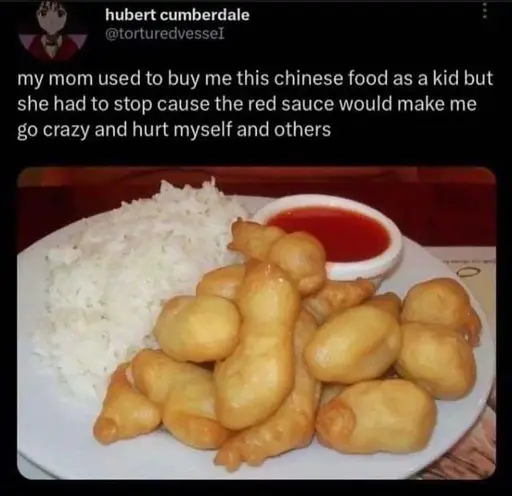 hubert cumberdale
@torturedvessel
my mom used to buy me this chinese food as a kid but
she had to stop cause the red sauce would make me
go crazy and hurt myself and others